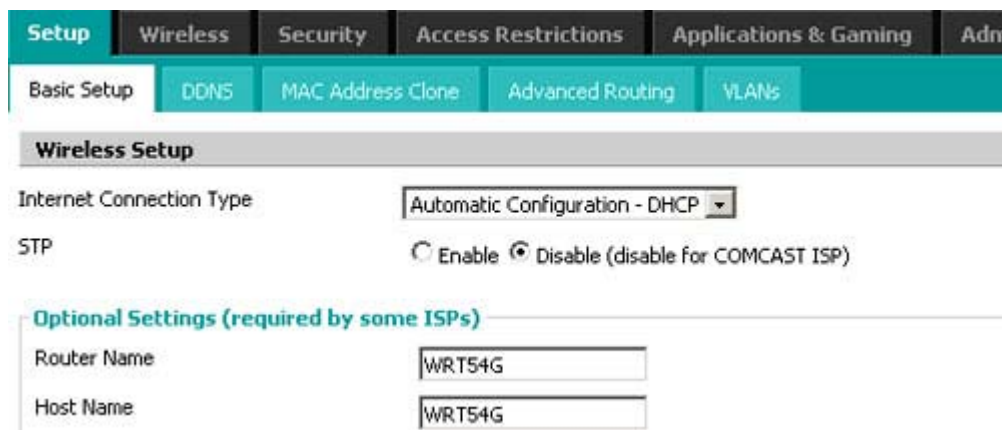 Setup Wireless Security Access Restrictions Applications & Gaming
Basic Setup DDNS MAC Address Clone Advanced Routing VLANs
Wireless Setup
Internet Connection Type Automatic Configuration - DHCP
STP Enable Disable (disable for COMCAST ISP)
Optional Settings (required by some ISPs)
Router Name WRT54G
Host Name WRT54G